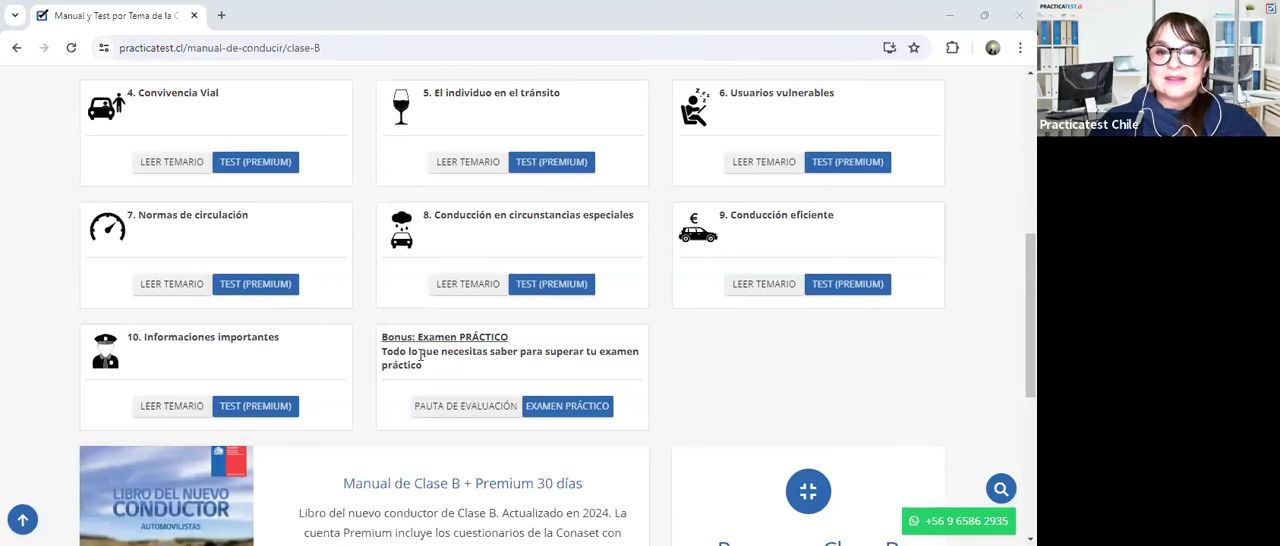 Manual y Test por Tema de la C
practicatest.cl/manual-de-conducir/clase-B
PRACTICATEST.cl
Practicatest Chile
4. Convivencia Vial
LEER TEMARIO
TEST (PREMIUM)
5. El individuo en el tránsito
LEER TEMARIO
TEST (PREMIUM)
6. Usuarios vulnerables
LEER TEMARIO
TEST (PREMIUM)
7. Normas de circulación
LEER TEMARIO
TEST (PREMIUM)
8. Conducción en circunstancias especiales
LEER TEMARIO
TEST (PREMIUM)
€
9. Conducción eficiente
LEER TEMARIO
TEST (PREMIUM)
10. Informaciones importantes
LEER TEMARIO
TEST (PREMIUM)
Bonus: Examen PRÁCTICO
Todo lo que necesitas saber para superar tu examen
práctico
PAUTA DE EVALUACIÓN
EXAMEN PRÁCTICO
LIBRO DEL NUEVO
CONDUCTOR
AUTOMOVILISTAS
Manual de Clase B + Premium 30 días
Libro del nuevo conductor de Clase B. Actualizado en 2024. La
cuenta Premium incluye los cuestionarios de la Conaset con
+56 9 6586 2935